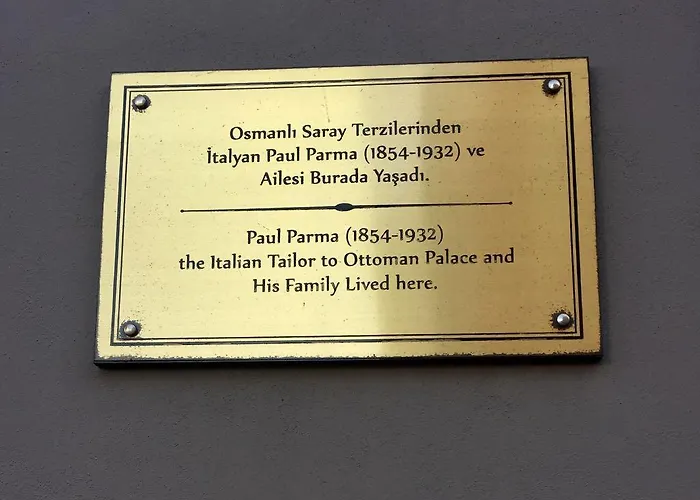 Osmanlı Saray Terzilerinden
İtalyan Paul Parma (1854-1932) ve
Ailesi Burada Yaşadı.
Paul Parma (1854-1932)
the Italian Tailor to Ottoman Palace and
His Family Lived here.